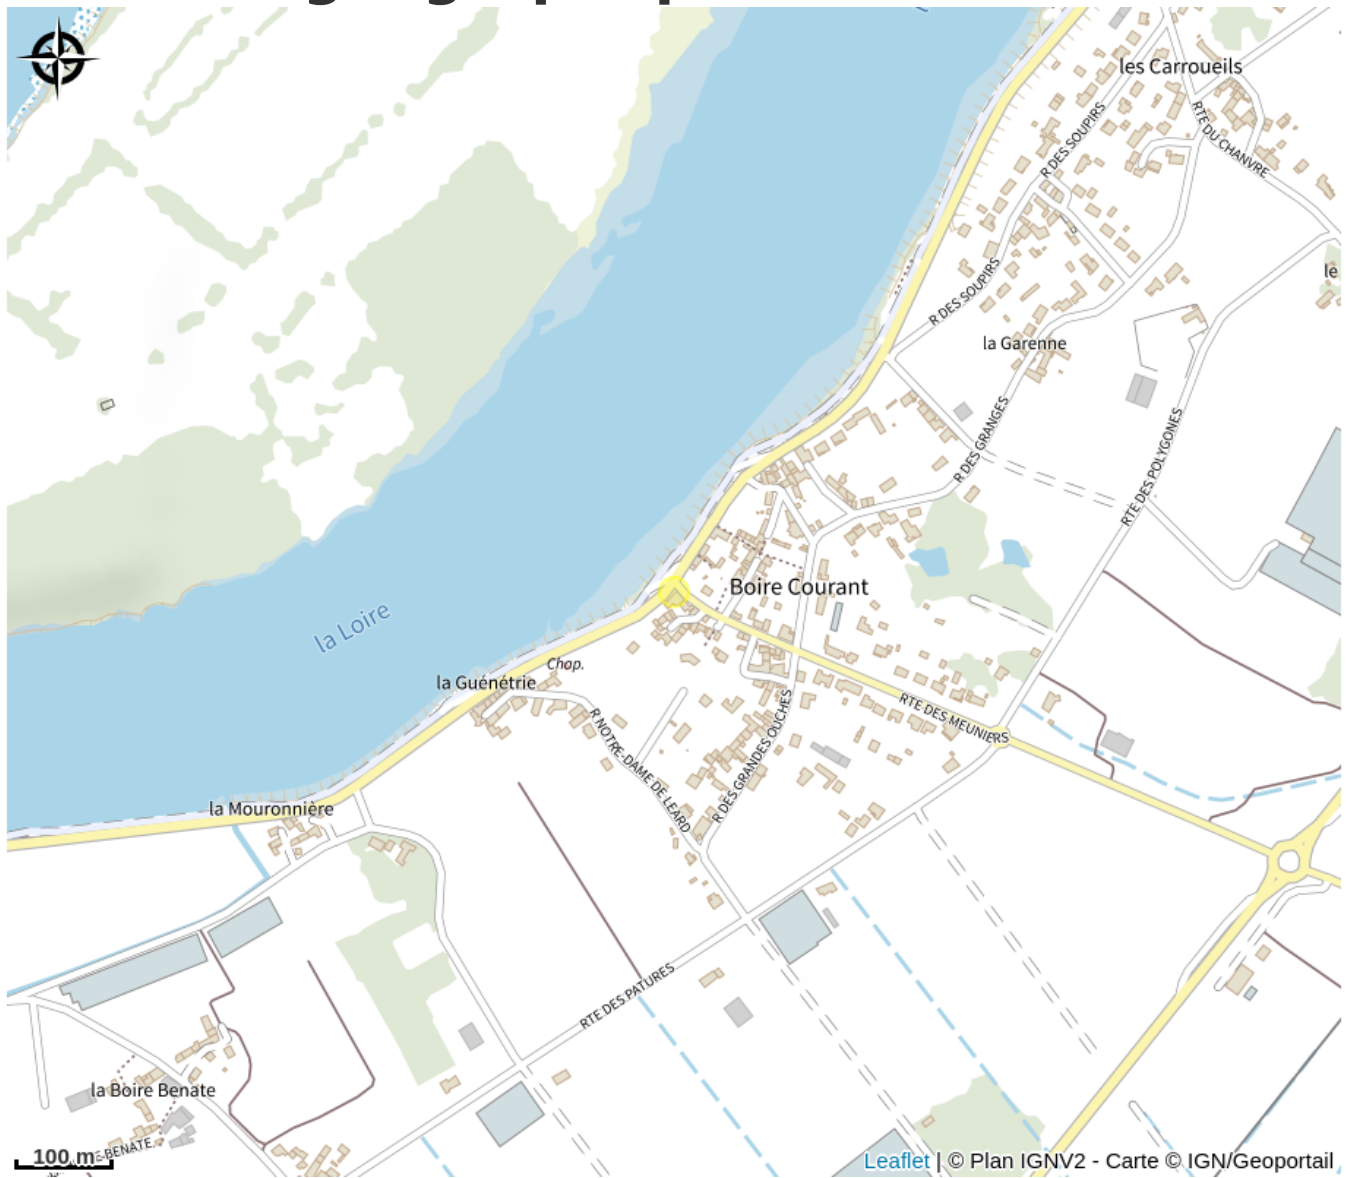 les Carroueils
R DES SOUPIRS
RTE DU CHANVRE
R DES SOUPIRS
la Garenne
R DES GRANGES
RTE DES POLYGONES
Boire Courant
la Loire
Chap.
la Guénétrie
R NOTRE-DAME DE LEARD
R DES GRANDES OUCHES
RTE DES MEUNIERS
la Mouronnière
RTE DES PATURES
la Boire Benate
100 m
Leaflet | © Plan IGNV2 - Carte © IGN/Geoportail